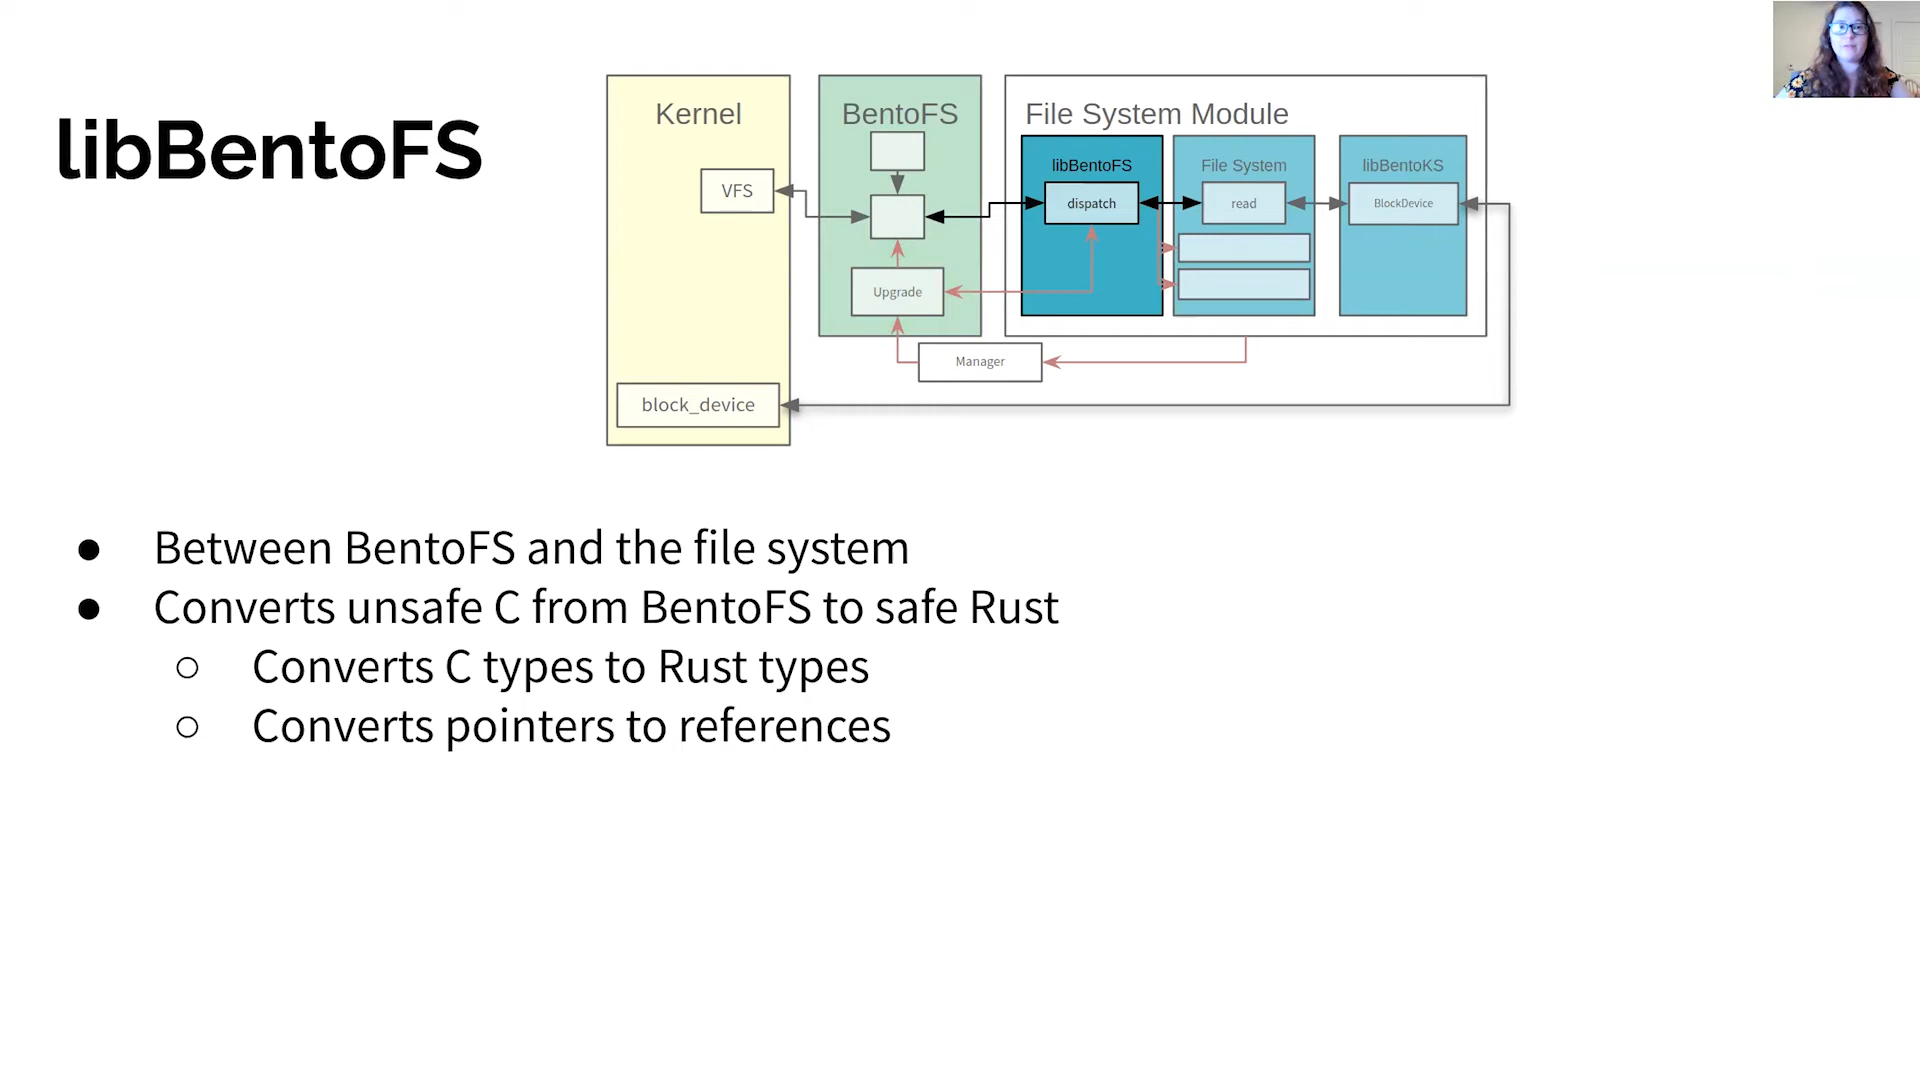 libBentoFS
Kernel
VFS
block_device
BentoFS
Upgrade
Manager
File System Module
libBentoFS
dispatch
File System
read
libBentoKS
BlockDevice
● Between BentoFS and the file system
● Converts unsafe C from BentoFS to safe Rust
○ Converts C types to Rust types
○ Converts pointers to references